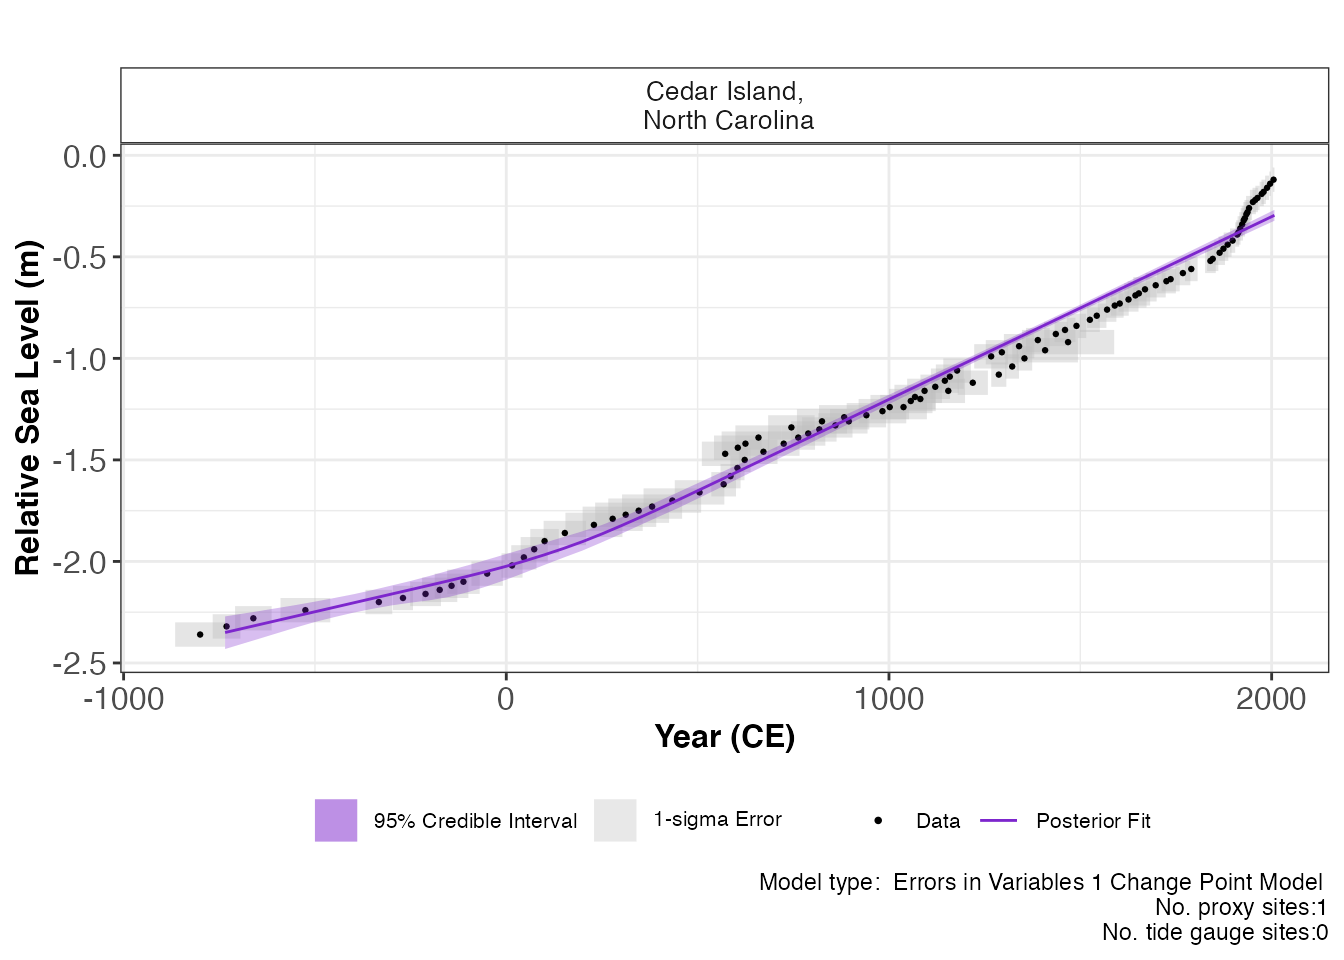 Cedar Island,
North Carolina
Relative Sea Level (m)
0.0
-0.5
-1.0
-1.5
-2.0
-2.5
-1000 0 1000 2000
Year (CE)
95% Credible Interval 1-sigma Error Data Posterior Fit
Model type: Errors in Variables 1 Change Point Model
No. proxy sites:1
No. tide gauge sites:0